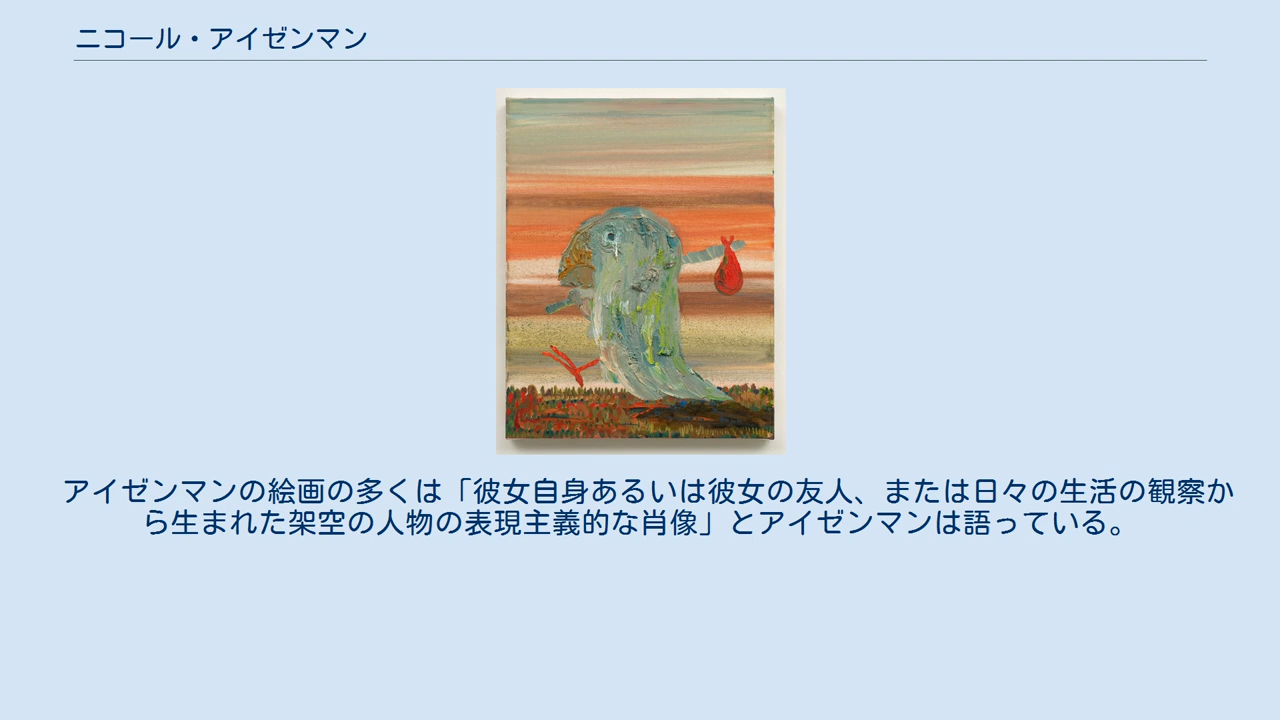 ニコール・アイゼンマン
アイゼンマンの絵画の多くは「彼女自身あるいは彼女の友人、または日々の生活の観察か
ら生まれた架空の人物の表現主義的な肖像」とアイゼンマンは語っている。